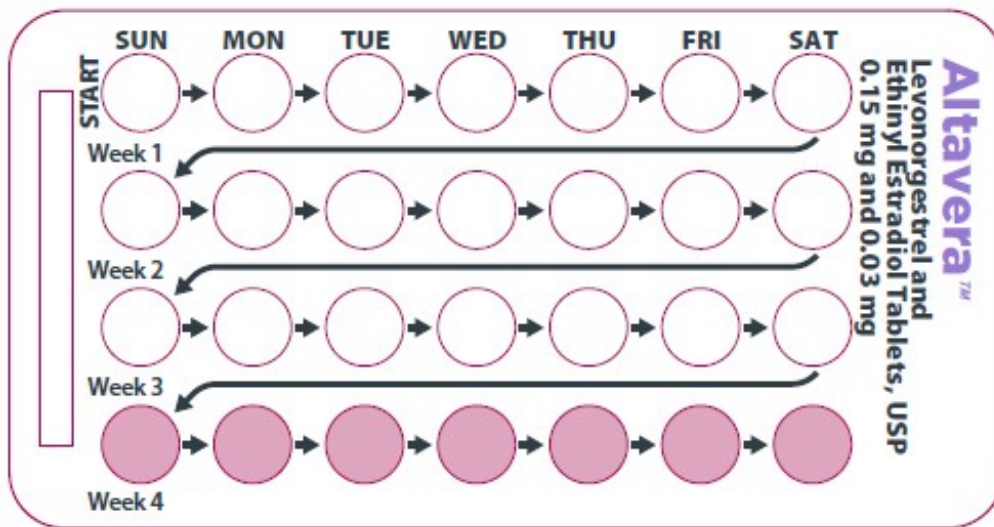 SUN MON TUE WED THU FRI SAT
START
Week 1
Week 2
Week 3
Week 4
Altavera™
Levonorgestrel and
Ethinyl Estradiol Tablets, USP
0.15 mg and 0.03 mg